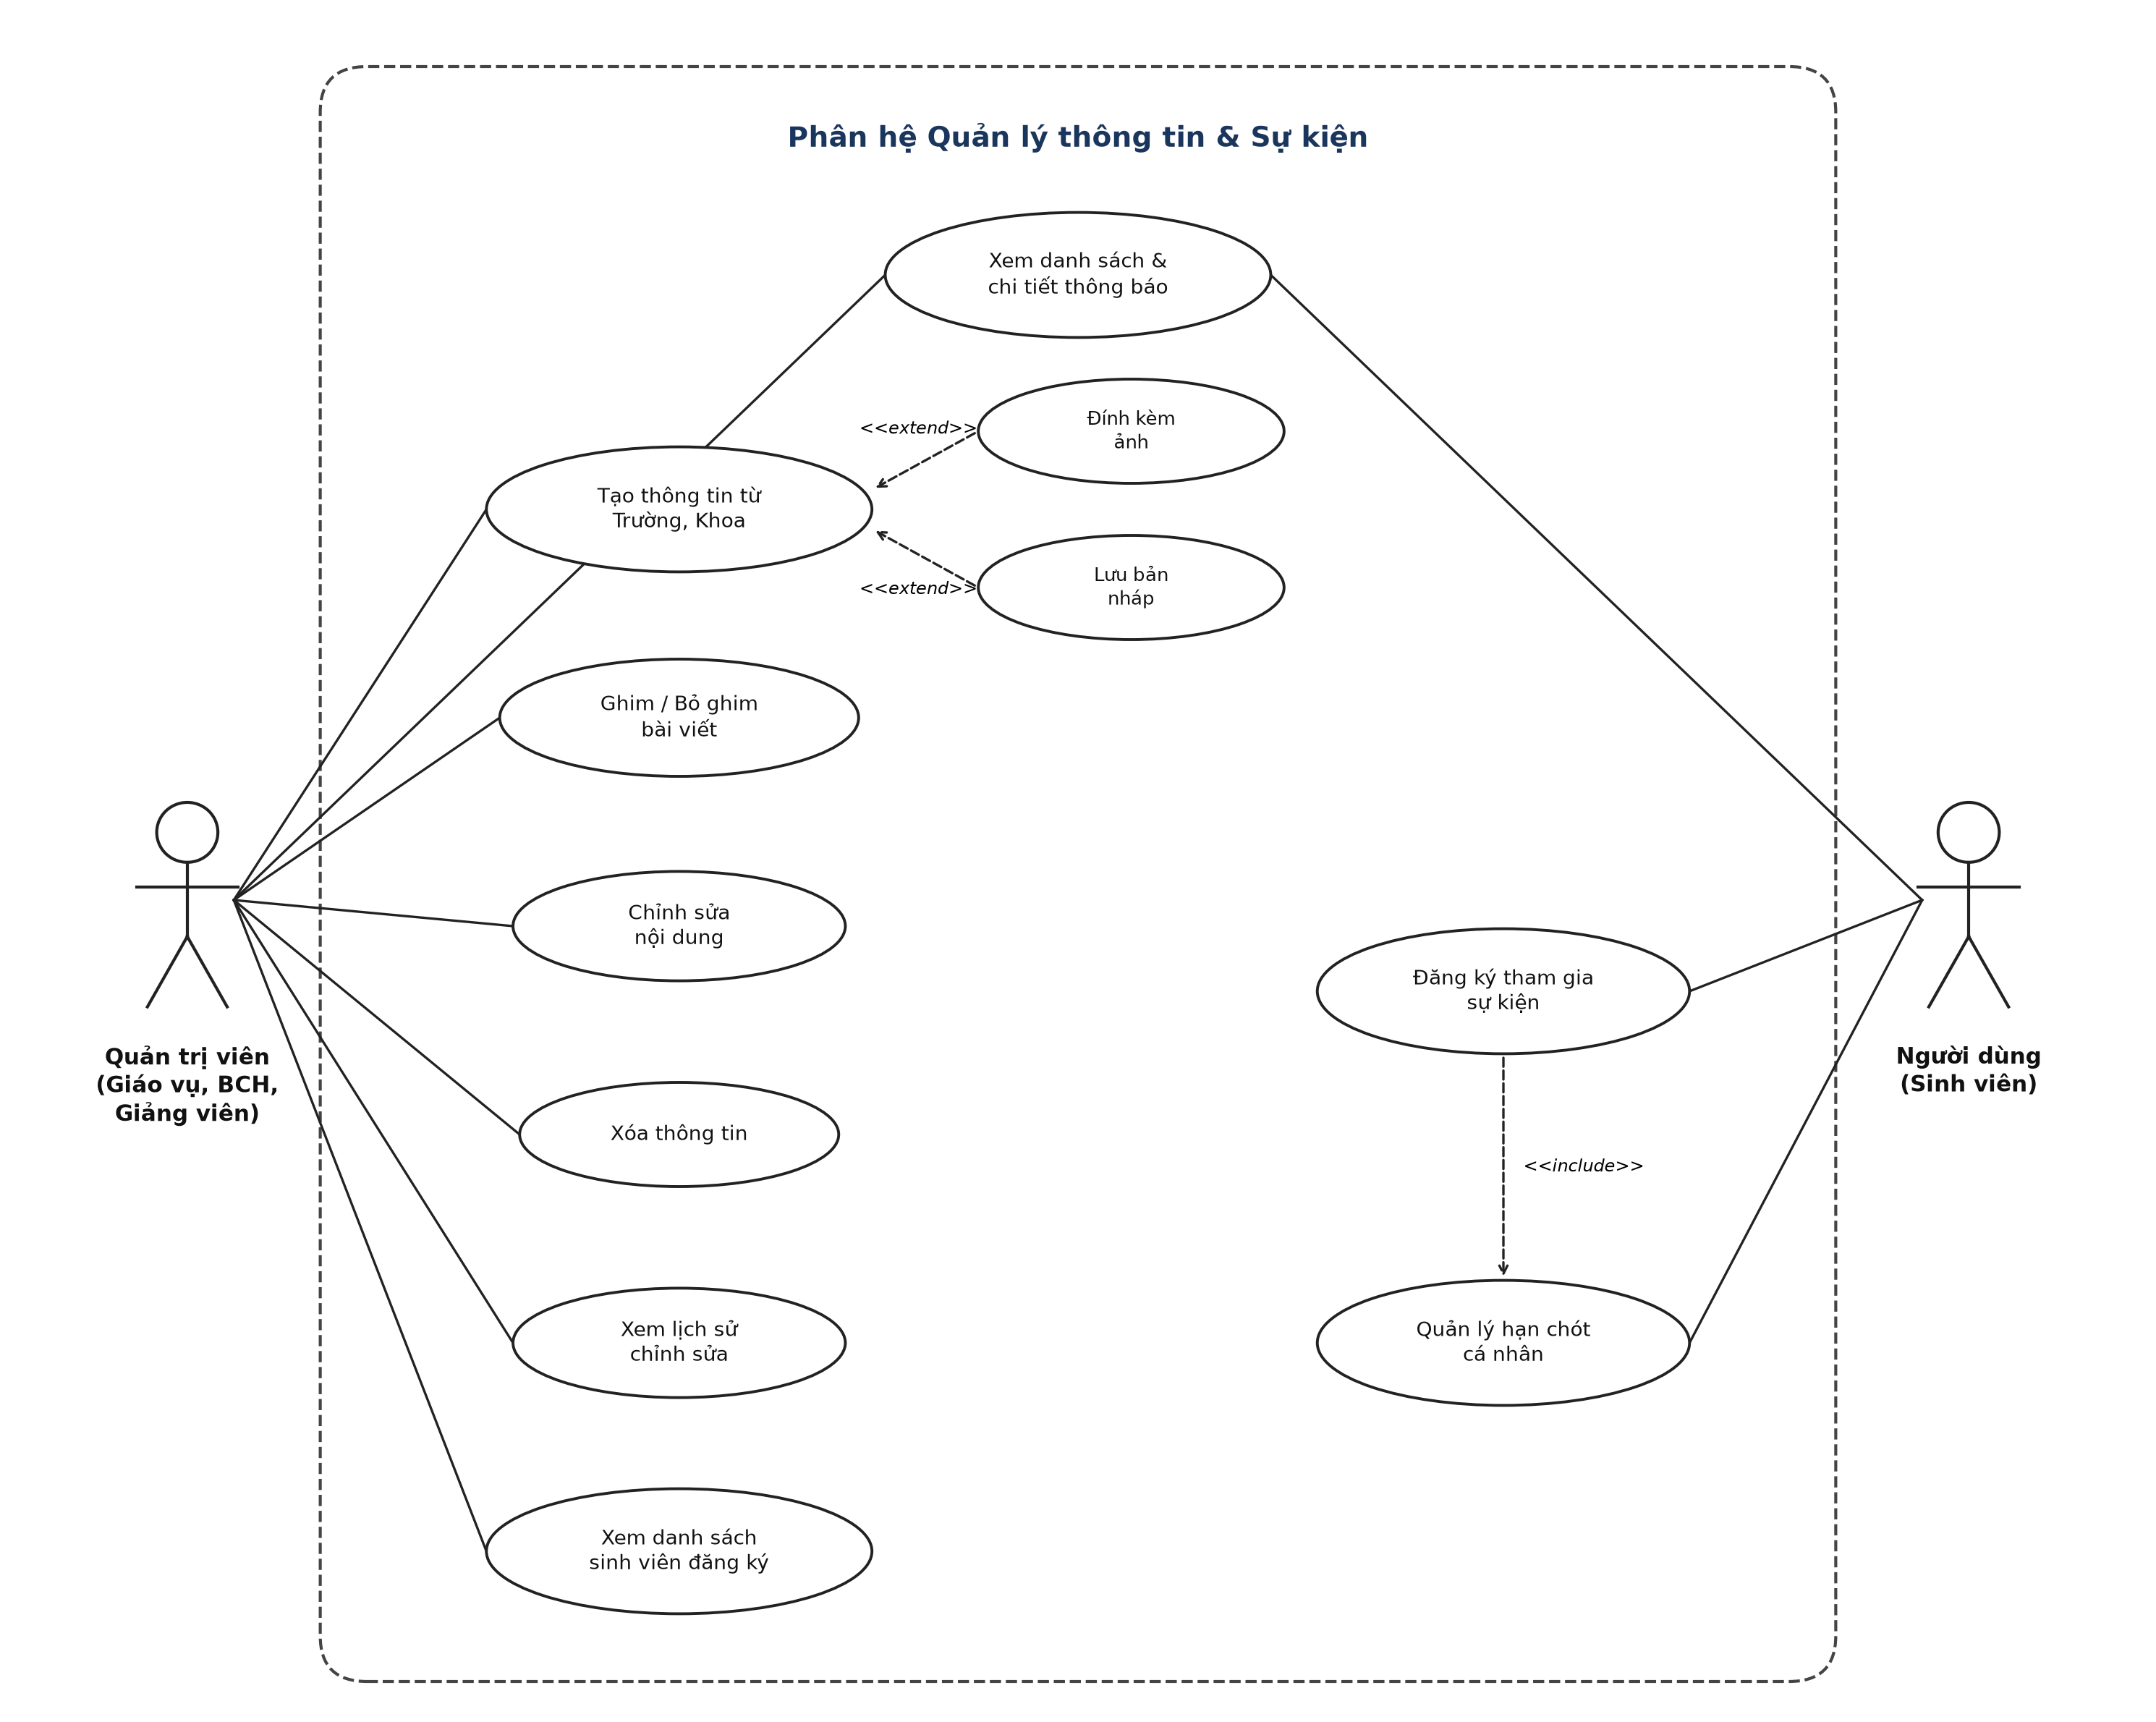 Phân hệ Quản lý thông tin & Sự kiện
Xem danh sách &
chi tiết thông báo
<<extend>>
Đính kèm
ảnh
Tạo thông tin từ
Trường, Khoa
<<extend>>
Lưu bản
nháp
Ghim / Bỏ ghim
bài viết
Chỉnh sửa
nội dung
Đăng ký tham gia
sự kiện
Quản trị viên
(Giáo vụ, BCH,
Giảng viên)
Người dùng
(Sinh viên)
Xóa thông tin
<<include>>
Xem lịch sử
chỉnh sửa
Quản lý hạn chót
cá nhân
Xem danh sách
sinh viên đăng ký